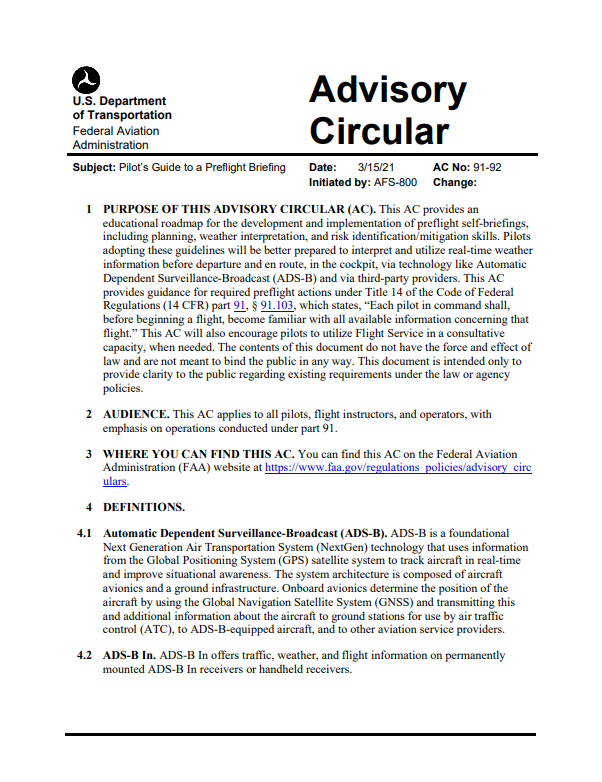 U.S. Department
of Transportation
Federal Aviation
Administration
Advisory
Circular
Subject: Pilot's Guide to a Preflight Briefing
Date: 3/15/21
AC No: 91-92
Initiated by: AFS-800
Change:
1 PURPOSE OF THIS ADVISORY CIRCULAR (AC). This AC provides an
educational roadmap for the development and implementation of preflight self-briefings,
including planning, weather interpretation, and risk identification/mitigation skills. Pilots
adopting these guidelines will be better prepared to interpret and utilize real-time weather
information before departure and en route, in the cockpit, via technology like Automatic
Dependent Surveillance-Broadcast (ADS-B) and via third-party providers. This AC
provides guidance for required preflight actions under Title 14 of the Code of Federal
Regulations (14 CFR) part 91, § 91.103, which states, “Each pilot in command shall,
before beginning a flight, become familiar with all available information concerning that
flight.” This AC will also encourage pilots to utilize Flight Service in a consultative
capacity, when needed. The contents of this document do not have the force and effect of
law and are not meant to bind the public in any way. This document is intended only to
provide clarity to the public regarding existing requirements under the law or agency
policies.
2 AUDIENCE. This AC applies to all pilots, flight instructors, and operators, with
emphasis on operations conducted under part 91.
3 WHERE YOU CAN FIND THIS AC. You can find this AC on the Federal Aviation
Administration (FAA) website at https://www.faa.gov/regulations_policies/advisory_circ
ulars.
4 DEFINITIONS.
4.1 Automatic Dependent Surveillance-Broadcast (ADS-B). ADS-B is a foundational
Next Generation Air Transportation System (NextGen) technology that uses information
from the Global Positioning System (GPS) satellite system to track aircraft in real-time
and improve situational awareness. The system architecture is composed of aircraft
avionics and a ground infrastructure. Onboard avionics determine the position of the
aircraft by using the Global Navigation Satellite System (GNSS) and transmitting this
and additional information about the aircraft to ground stations for use by air traffic
control (ATC), to ADS-B-equipped aircraft, and to other aviation service providers.
4.2 ADS-B In. ADS-B In offers traffic, weather, and flight information on permanently
mounted ADS-B In receivers or handheld receivers.